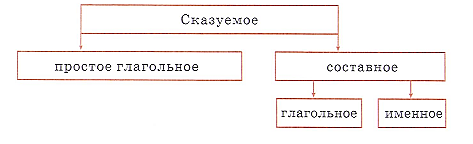 Сказуемое
простое глагольное
составное
глагольное
именное